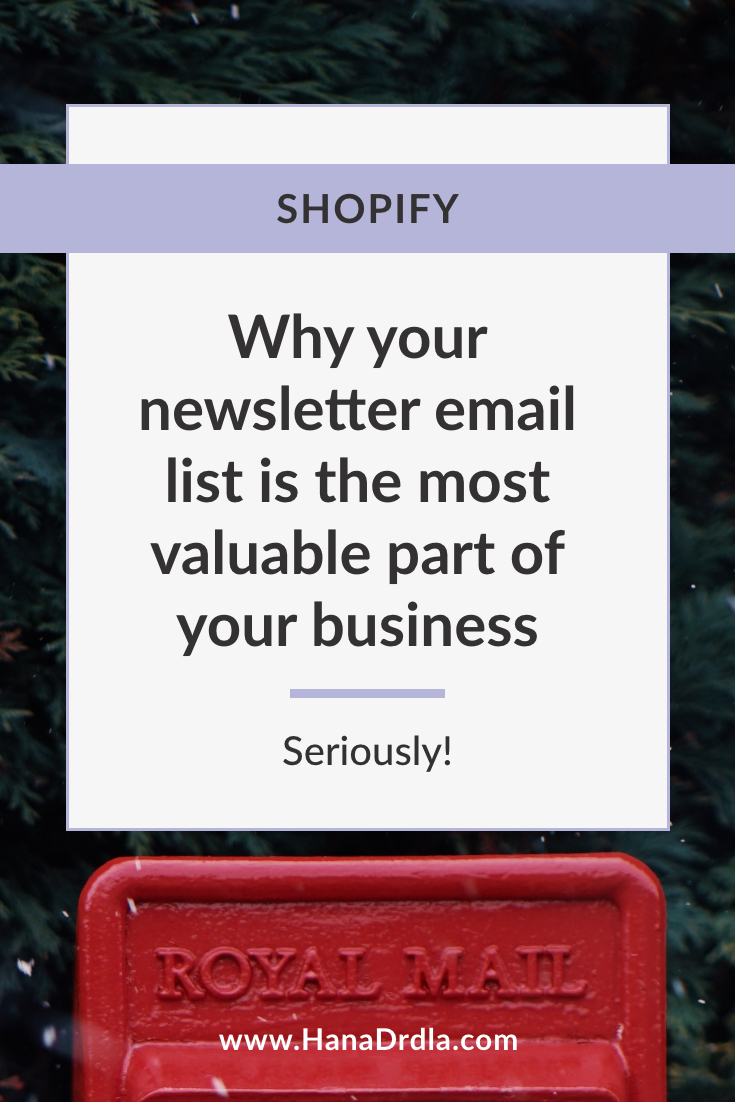 SHOPIFY
Why your
newsletter email
list is the most
valuable part of
your business
Seriously!
ROYAL MAIL
www.HanaDrdla.com